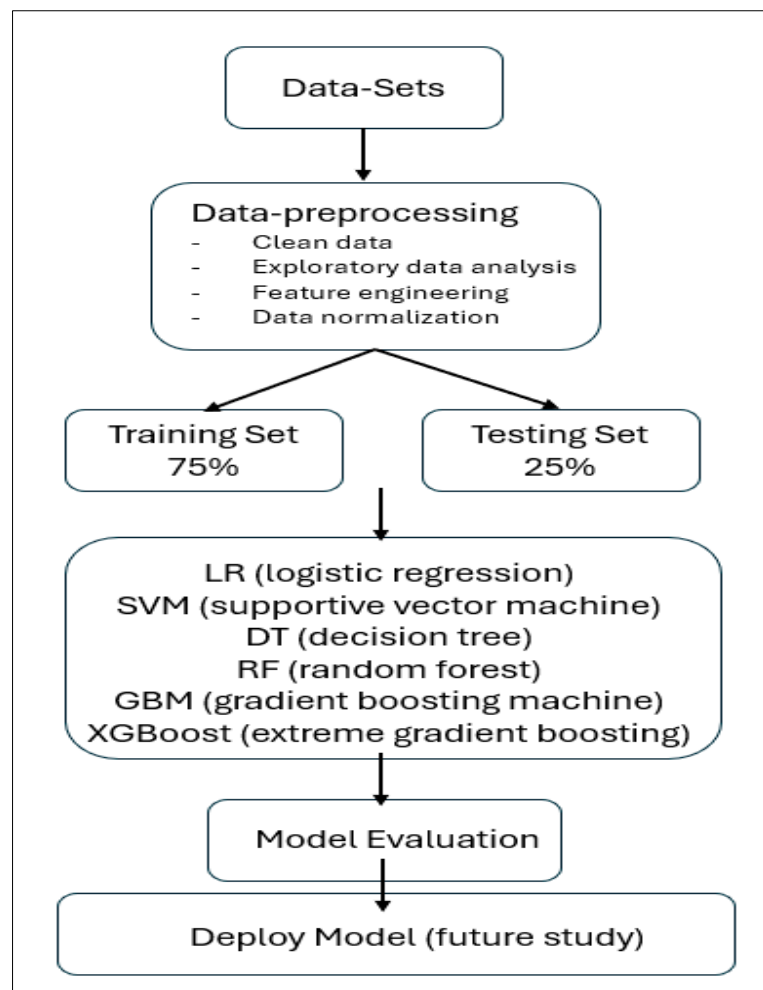 Data-Sets
Data-preprocessing
- Clean data
- Exploratory data analysis
- Feature engineering
- Data normalization
Training Set
75%
Testing Set
25%
LR (logistic regression)
SVM (supportive vector machine)
DT (decision tree)
RF (random forest)
GBM (gradient boosting machine)
XGBoost (extreme gradient boosting)
Model Evaluation
Deploy Model (future study)